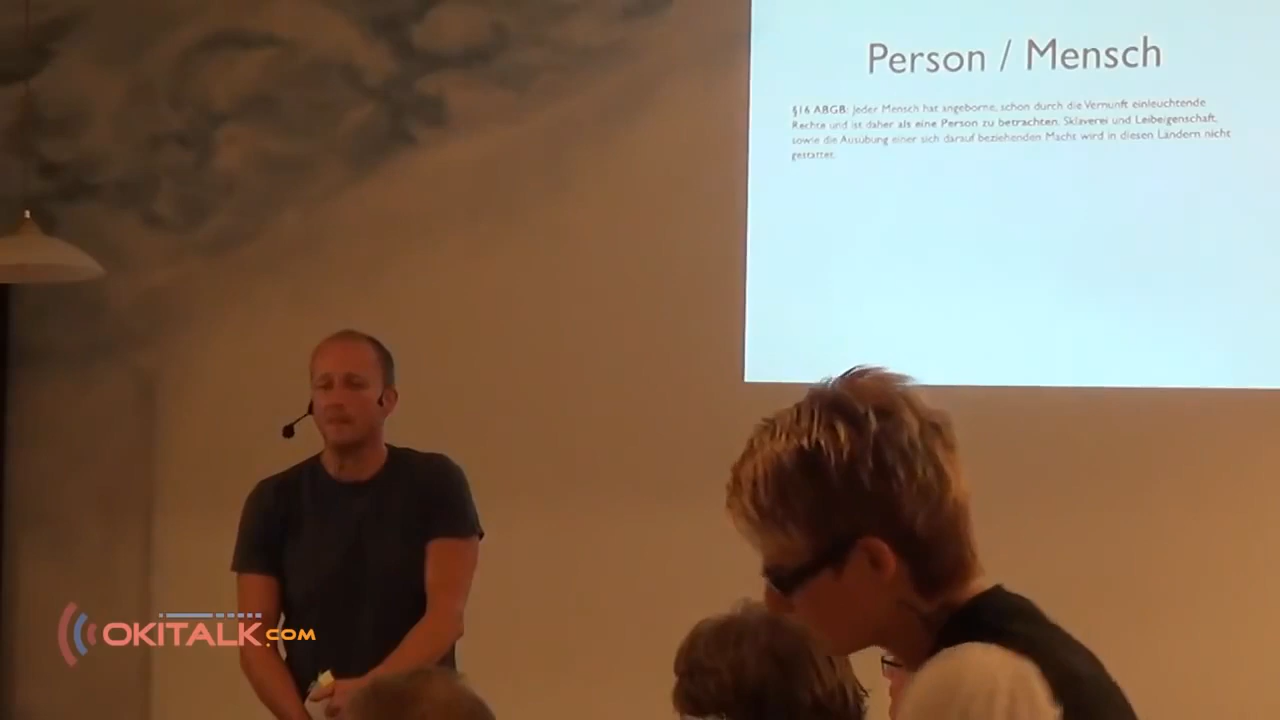 Person / Mensch
§16 ABGB: Jeder Mensch hat angeborne, schon durch die Vernunft einleuchtende
Rechte und ist daher als eine Person zu betrachten. Sklaverei und Leibeigenschaft,
sowie die Ausübung einer sich darauf beziehenden Macht wird in diesen Ländern nicht
gestattet.
OKITALK.COM